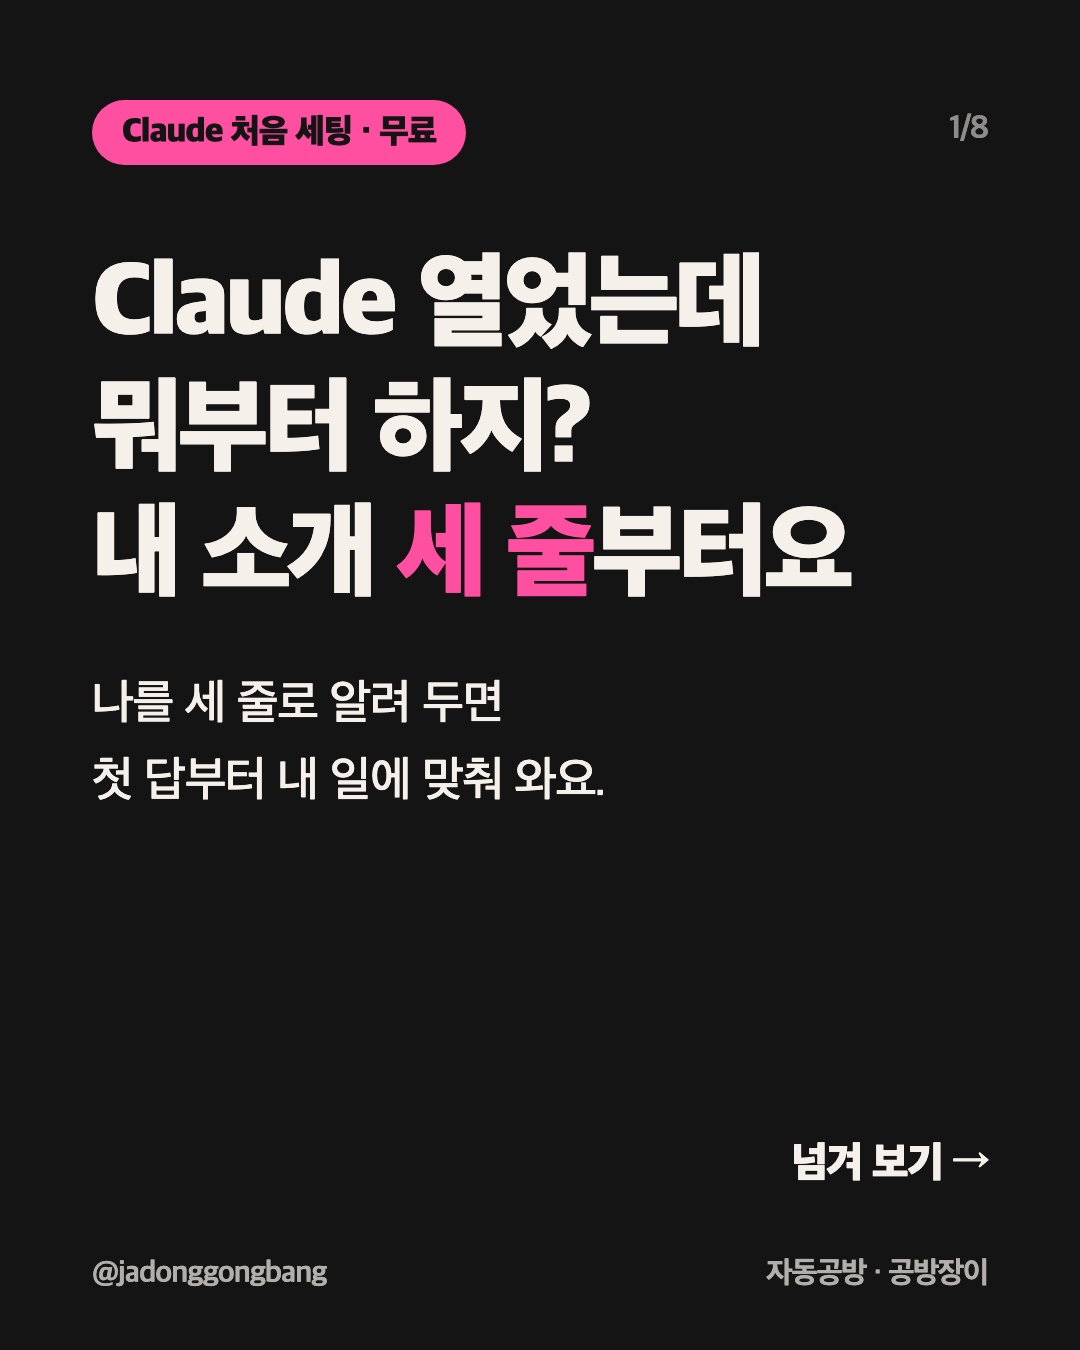 Claude 처음 세팅 · 무료
1/8
Claude 열었는데
뭐부터 하지?
내 소개 세 줄부터요
나를 세 줄로 알려 두면
첫 답부터 내 일에 맞춰 와요.
넘겨 보기 →
@jadonggongbang
자동공방 · 공방장이